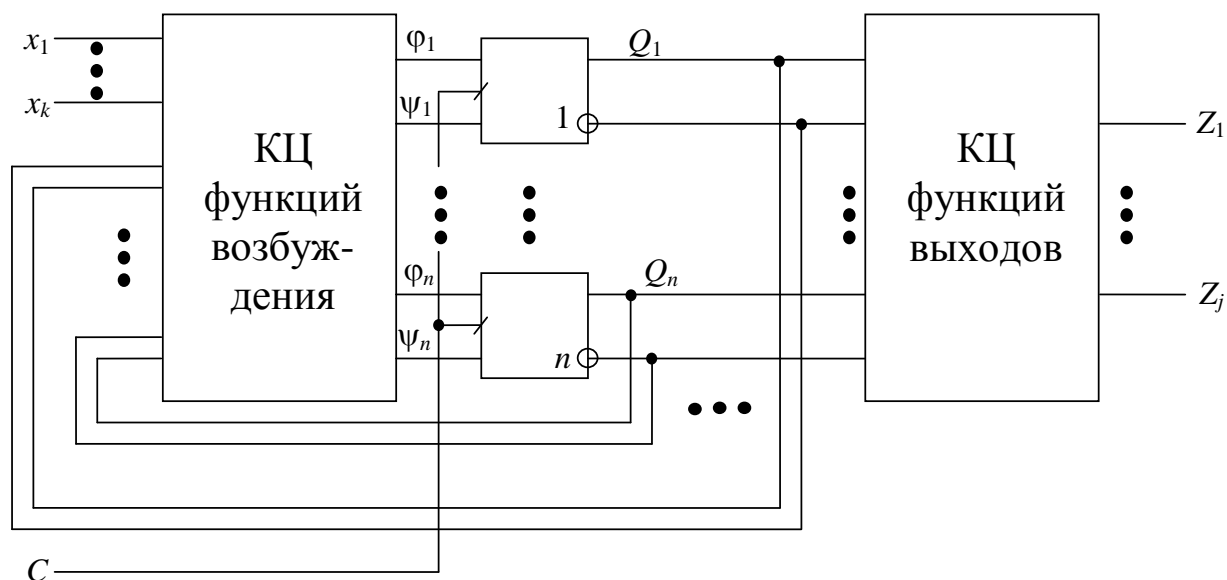 x1
xk
КЦ
функций
возбуж-
дения
φ1
ψ1
φn
ψn
1
n
Q1
Qn
КЦ
функций
выходов
Z1
Zj
C